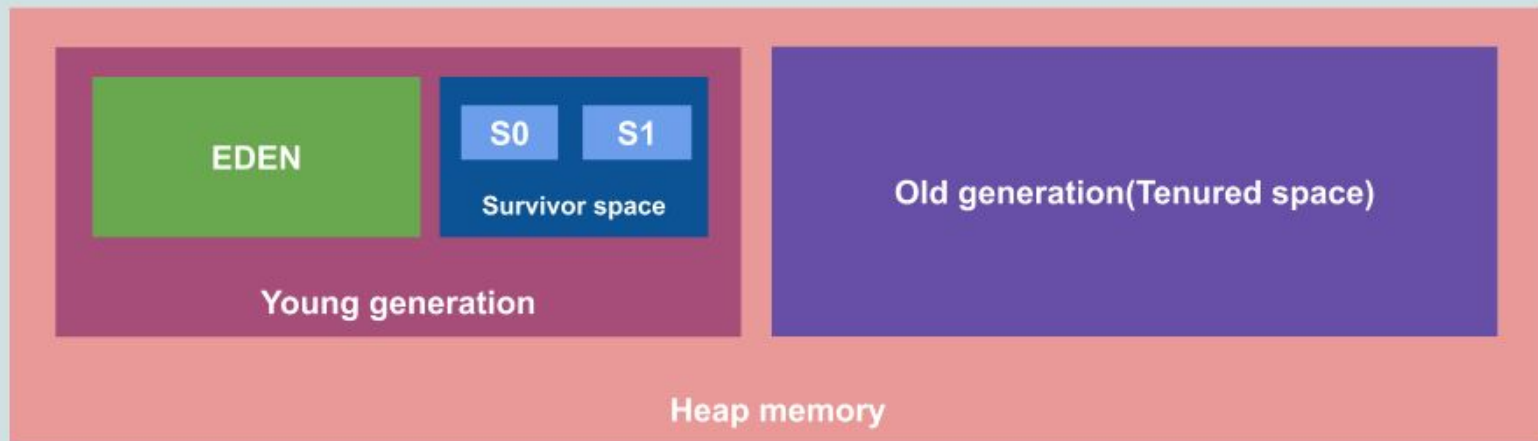 EDEN
S0
S1
Survivor space
Young generation
Old generation(Tenured space)
Heap memory